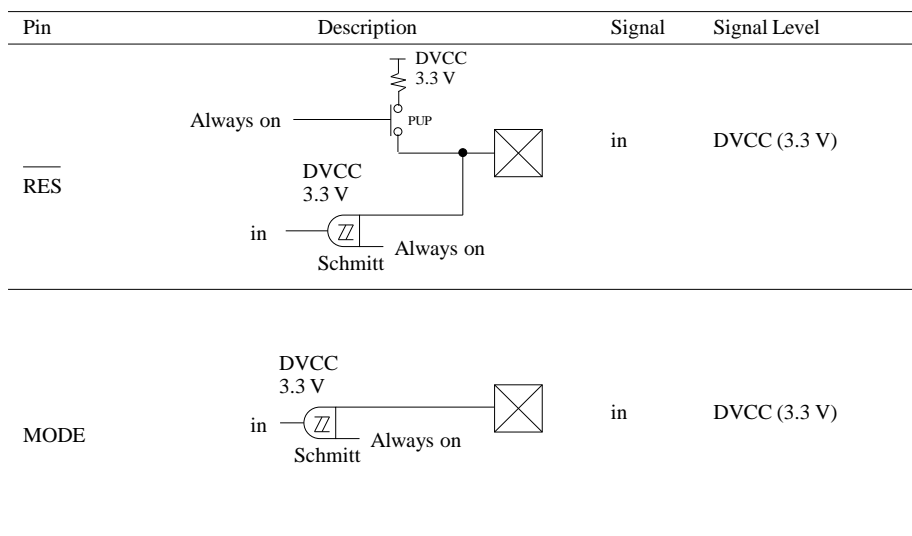 Pin Description Signal Signal Level
DVCC
3.3 V
Always on
PUP
in DVCC (3.3 V)
RES
DVCC
3.3 V
in
Always on
Schmitt
DVCC
3.3 V
in DVCC (3.3 V)
MODE
in
Always on
Schmitt